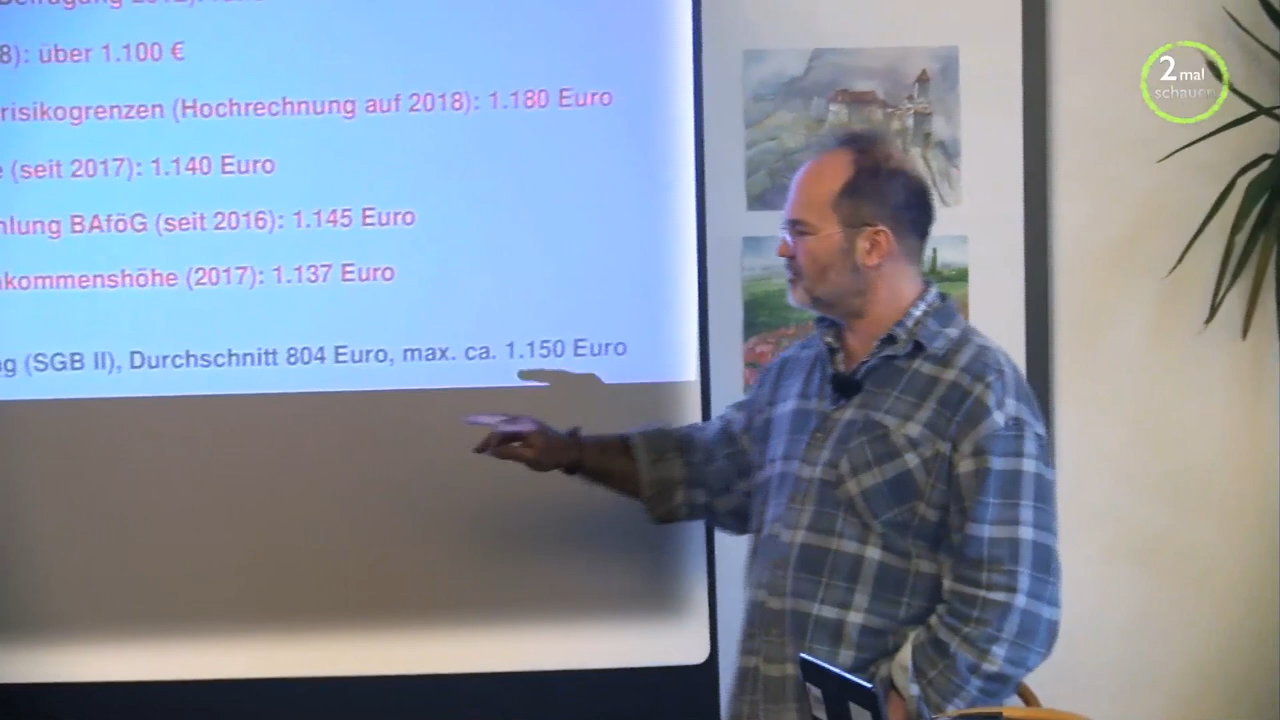 8): über 1.100 €
risikogrenzen (Hochrechnung auf 2018): 1.180 Euro
(seit 2017): 1.140 Euro
hlung BAföG (seit 2016): 1.145 Euro
kommenshöhe (2017): 1.137 Euro
g (SGB II), Durchschnitt 804 Euro, max. ca. 1.150 Euro
2 mal
schauen